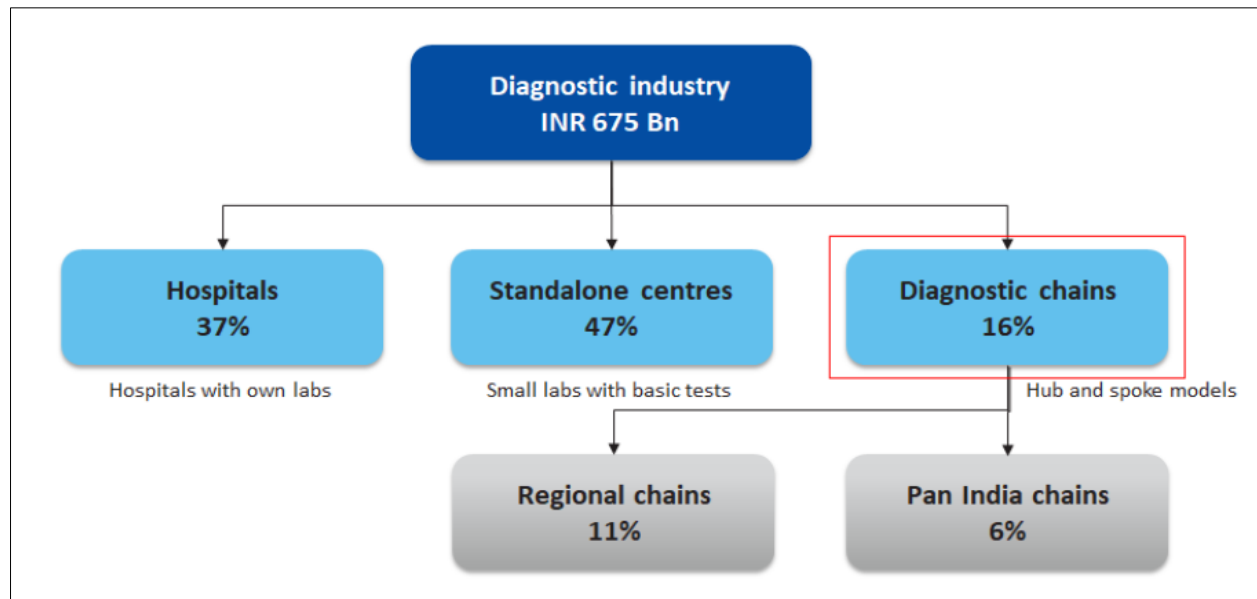 Diagnostic industry
INR 675 Bn
Hospitals
37%
Standalone centres
47%
Diagnostic chains
16%
Hospitals with own labs
Small labs with basic tests
Hub and spoke models
Regional chains
11%
Pan India chains
6%